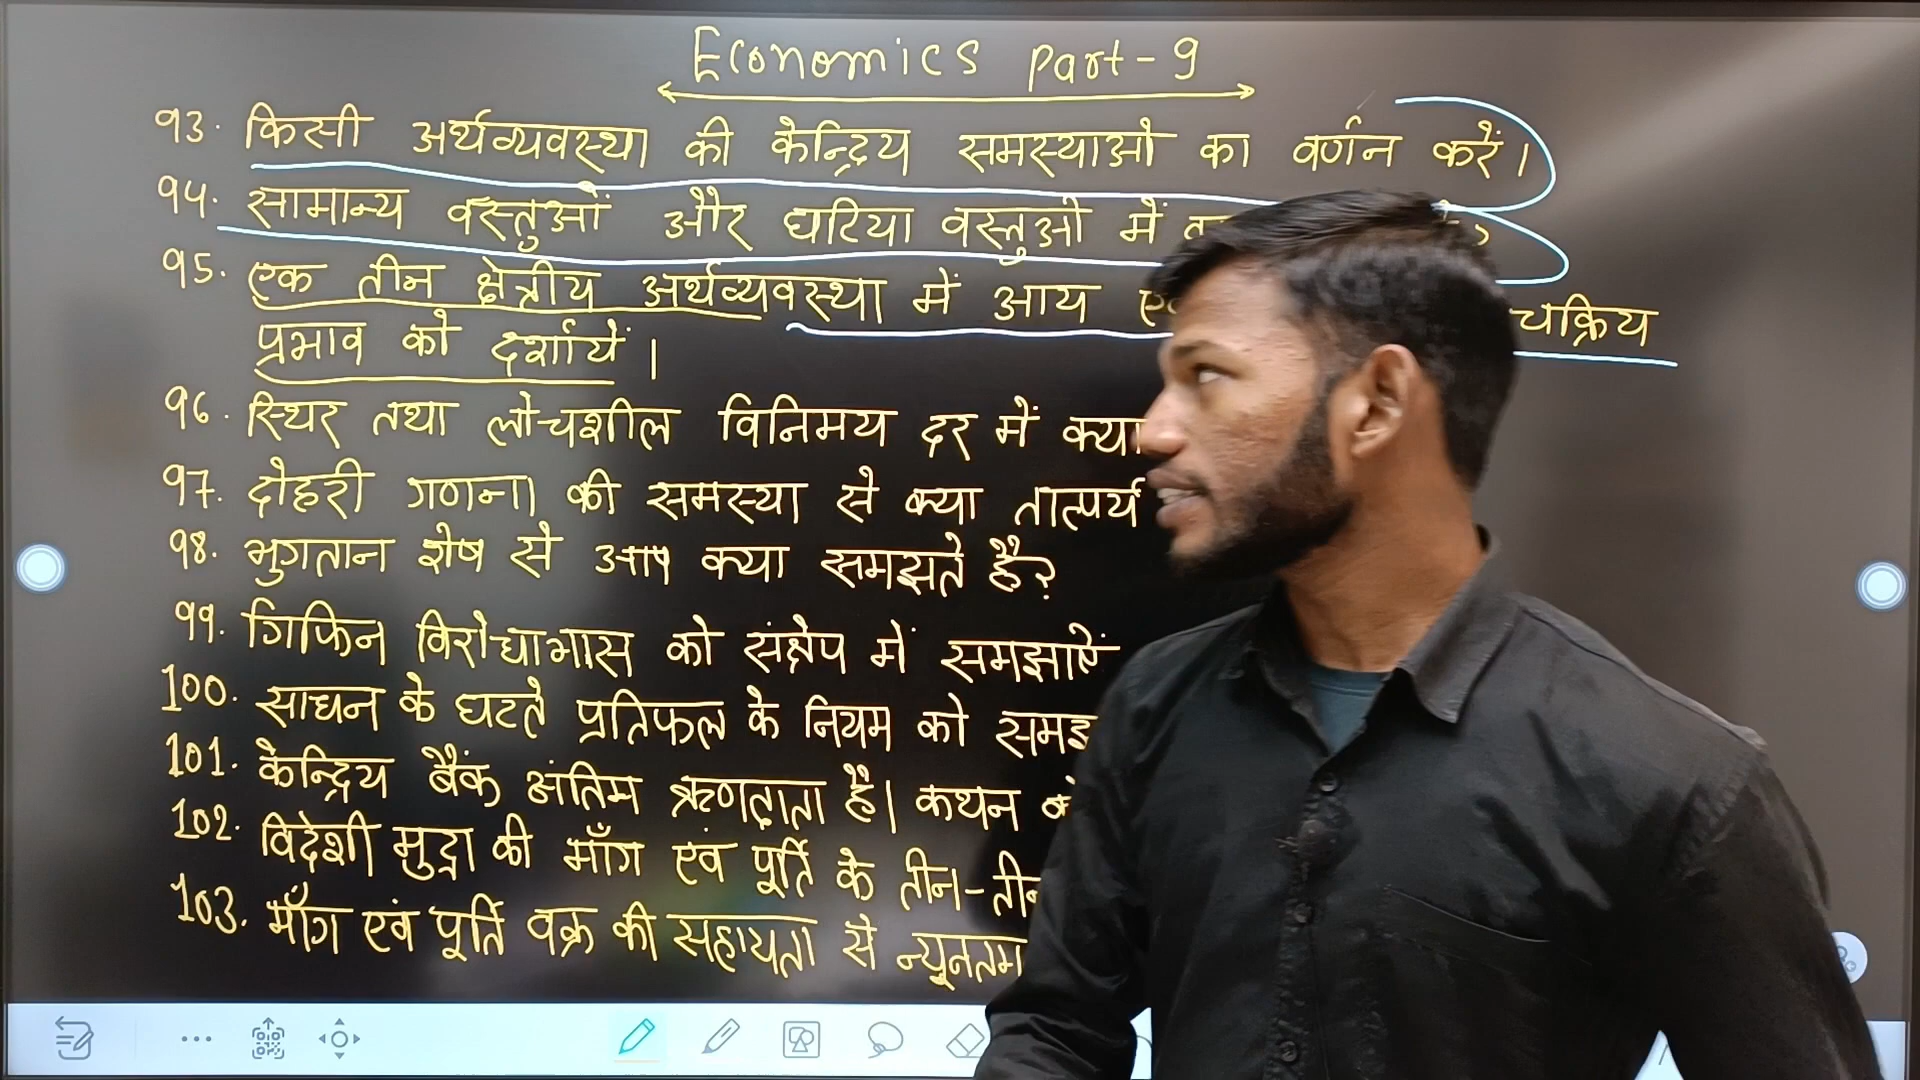 Economics Part-9
93. किसी अर्थव्यवस्था की केन्द्रिय समस्याओ का वर्णन करें।
94. सामान्य वस्तुओं और घटिया वस्तुओ में
95. एक तीन क्षेत्रीय अर्थव्यवस्था में आय चक्रिय
प्रभाव को दर्शायें।
96. स्थिर तथा लोचशील विनिमय दर में क्या
97. दोहरी गणना की समस्या से क्या तात्पर्य
98. भुगतान शेष से आप क्या समझते है?
99. गिफिन विरोधाभास को संक्षेप में समझाऐं
100. साधन के घटते प्रतिफल के नियम को
101. केन्द्रिय बैंक अंतिम ऋणदाता है। कथन
102. विदेशी मुद्रा की माँग एवं पूर्ति के तीन-
103. माँग एवं पूर्ति वक्र की सहायता से न्यूनतम